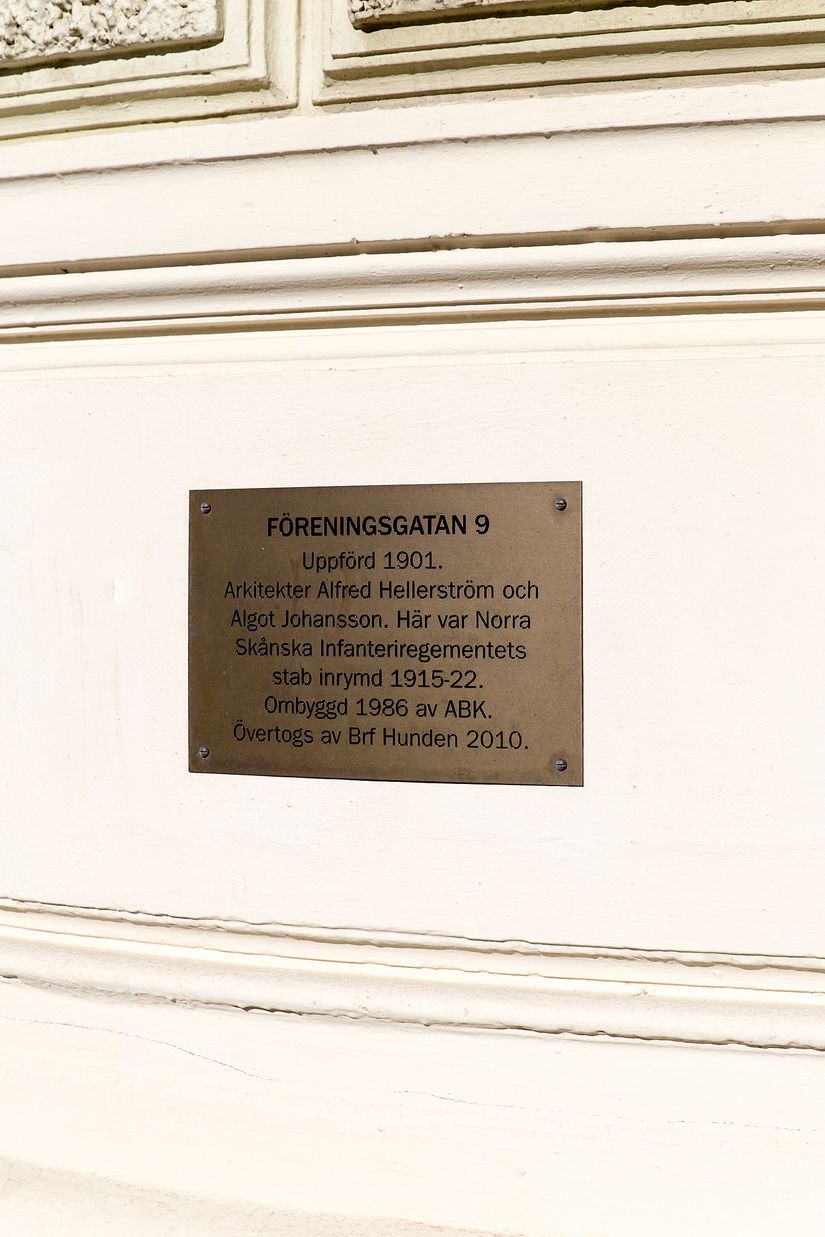 FÖRENINGSGATAN 9
Uppförd 1901.
Arkitekter Alfred Hellerström och
Algot Johansson. Här var Norra
Skånska Infanteriregementets
stab inrymd 1915-22.
Ombyggd 1986 av ABK.
Övertogs av Brf Hunden 2010.